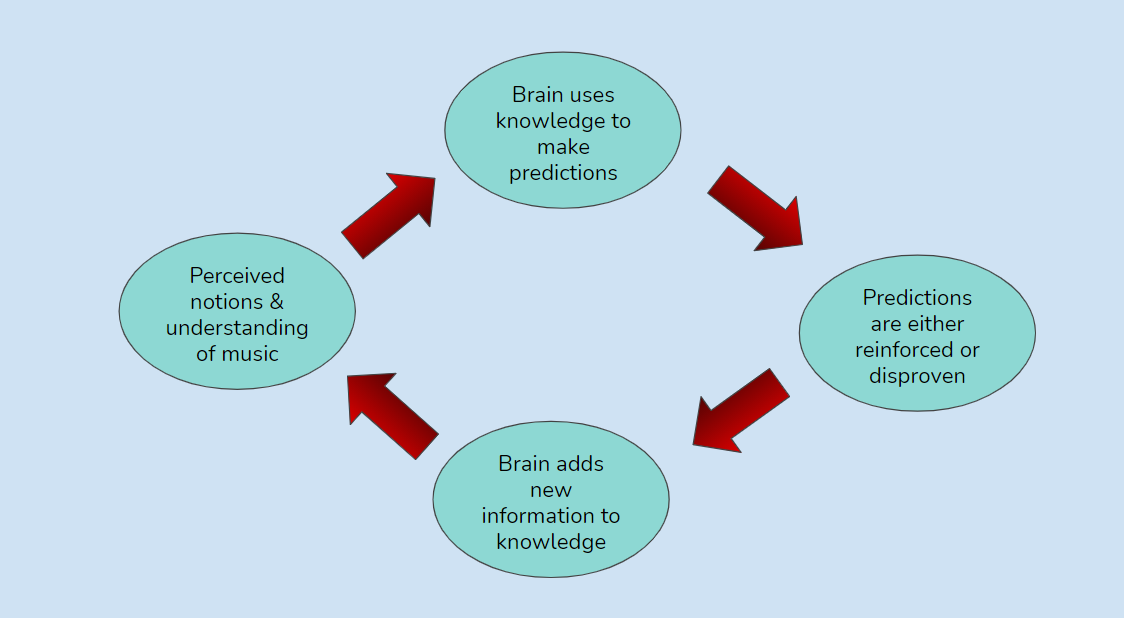 Brain uses
knowledge to
make
predictions
Predictions
are either
reinforced or
disproven
Brain adds
new
information to
knowledge
Perceived
notions &
understanding
of music